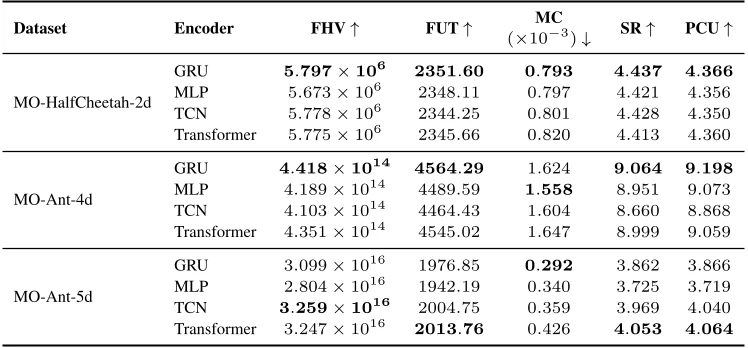 Dataset Encoder FHV ↑ FUT ↑ MC (×10⁻³) ↓ SR ↑ PCU ↑
MO-HalfCheetah-2d GRU 5.797 × 10⁶ 2351.60 0.793 4.437 4.366
MLP 5.673 × 10⁶ 2348.11 0.797 4.421 4.356
TCN 5.778 × 10⁶ 2344.25 0.801 4.428 4.350
Transformer 5.775 × 10⁶ 2345.66 0.820 4.413 4.360
MO-Ant-4d GRU 4.418 × 10¹⁴ 4564.29 1.624 9.064 9.198
MLP 4.189 × 10¹⁴ 4489.59 1.558 8.951 9.073
TCN 4.103 × 10¹⁴ 4464.43 1.604 8.660 8.868
Transformer 4.351 × 10¹⁴ 4545.02 1.647 8.999 9.059
MO-Ant-5d GRU 3.099 × 10¹⁶ 1976.85 0.292 3.862 3.866
MLP 2.804 × 10¹⁶ 1942.19 0.340 3.725 3.719
TCN 3.259 × 10¹⁶ 2004.75 0.359 3.969 4.040
Transformer 3.247 × 10¹⁶ 2013.76 0.426 4.053 4.064